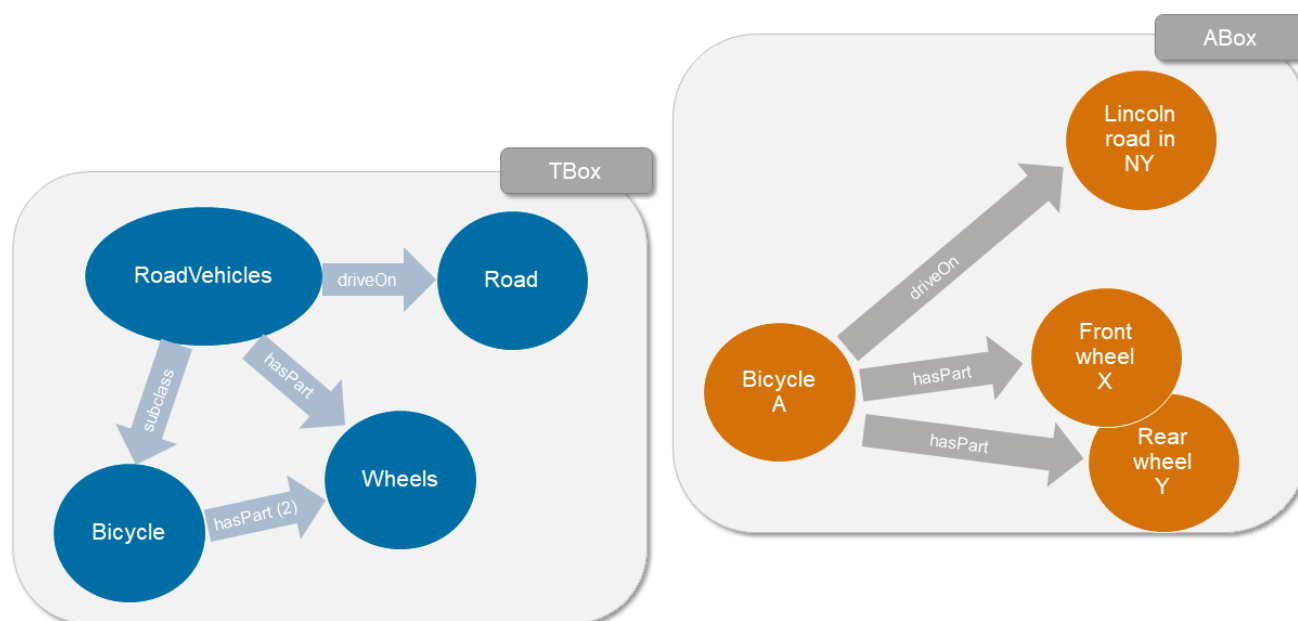 TBox
RoadVehicles
driveOn
Road
subclass
hasPart
Wheels
Bicycle
hasPart (2)
ABox
Lincoln
road in
NY
driveOn
Bicycle
A
hasPart
Front
wheel
X
hasPart
Rear
wheel
Y